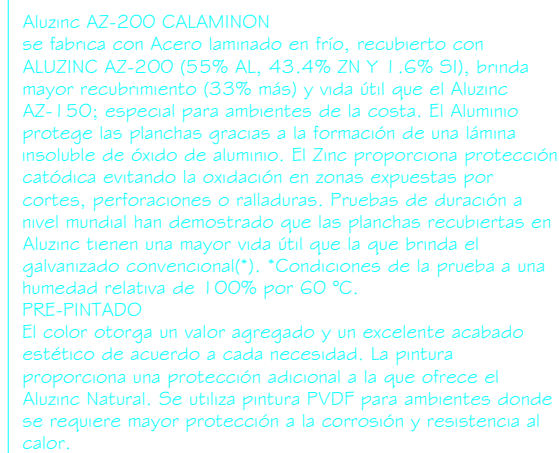 Aluzinc AZ-200 CALAMINON
se fabrica con Acero laminado en frío, recubierto con
ALUZINC AZ-200 (55% AL, 43.4% ZN Y 1.6% SI), brinda
mayor recubrimiento (33% más) y vida útil que el Aluzinc
AZ-150; especial para ambientes de la costa. El Aluminio
protege las planchas gracias a la formación de una lámina
insoluble de óxido de aluminio. El Zinc proporciona protección
catódica evitando la oxidación en zonas expuestas por
cortes, perforaciones o ralladuras. Pruebas de duración a
nivel mundial han demostrado que las planchas recubiertas en
Aluzinc tienen una mayor vida útil que la que brinda el
galvanizado convencional(*). *Condiciones de la prueba a una
humedad relativa de 100% por 60 ºC.
PRE-PINTADO
El color otorga un valor agregado y un excelente acabado
estético de acuerdo a cada necesidad. La pintura
proporciona una protección adicional a la que ofrece el
Aluzinc Natural. Se utiliza pintura PVDF para ambientes donde
se requiere mayor protección a la corrosión y resistencia al
calor.